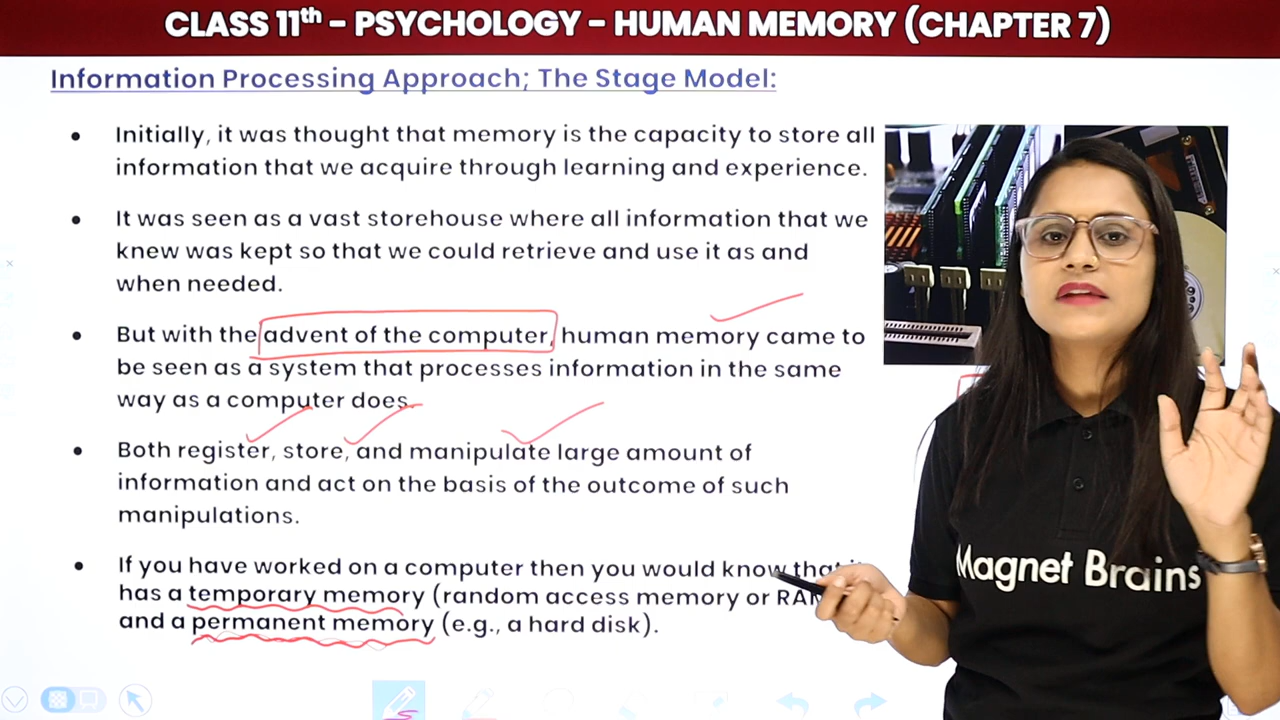 CLASS 11th - PSYCHOLOGY - HUMAN MEMORY (CHAPTER 7)
Information Processing Approach; The Stage Model:
• Initially, it was thought that memory is the capacity to store all
information that we acquire through learning and experience.
• It was seen as a vast storehouse where all information that we
knew was kept so that we could retrieve and use it as and
when needed.
• But with the advent of the computer, human memory came to
be seen as a system that processes information in the same
way as a computer does.
• Both register, store, and manipulate large amount of
information and act on the basis of the outcome of such
manipulations.
• If you have worked on a computer then you would know that
has a temporary memory (random access memory or
and a permanent memory (e.g., a hard disk).
Magnet Brains